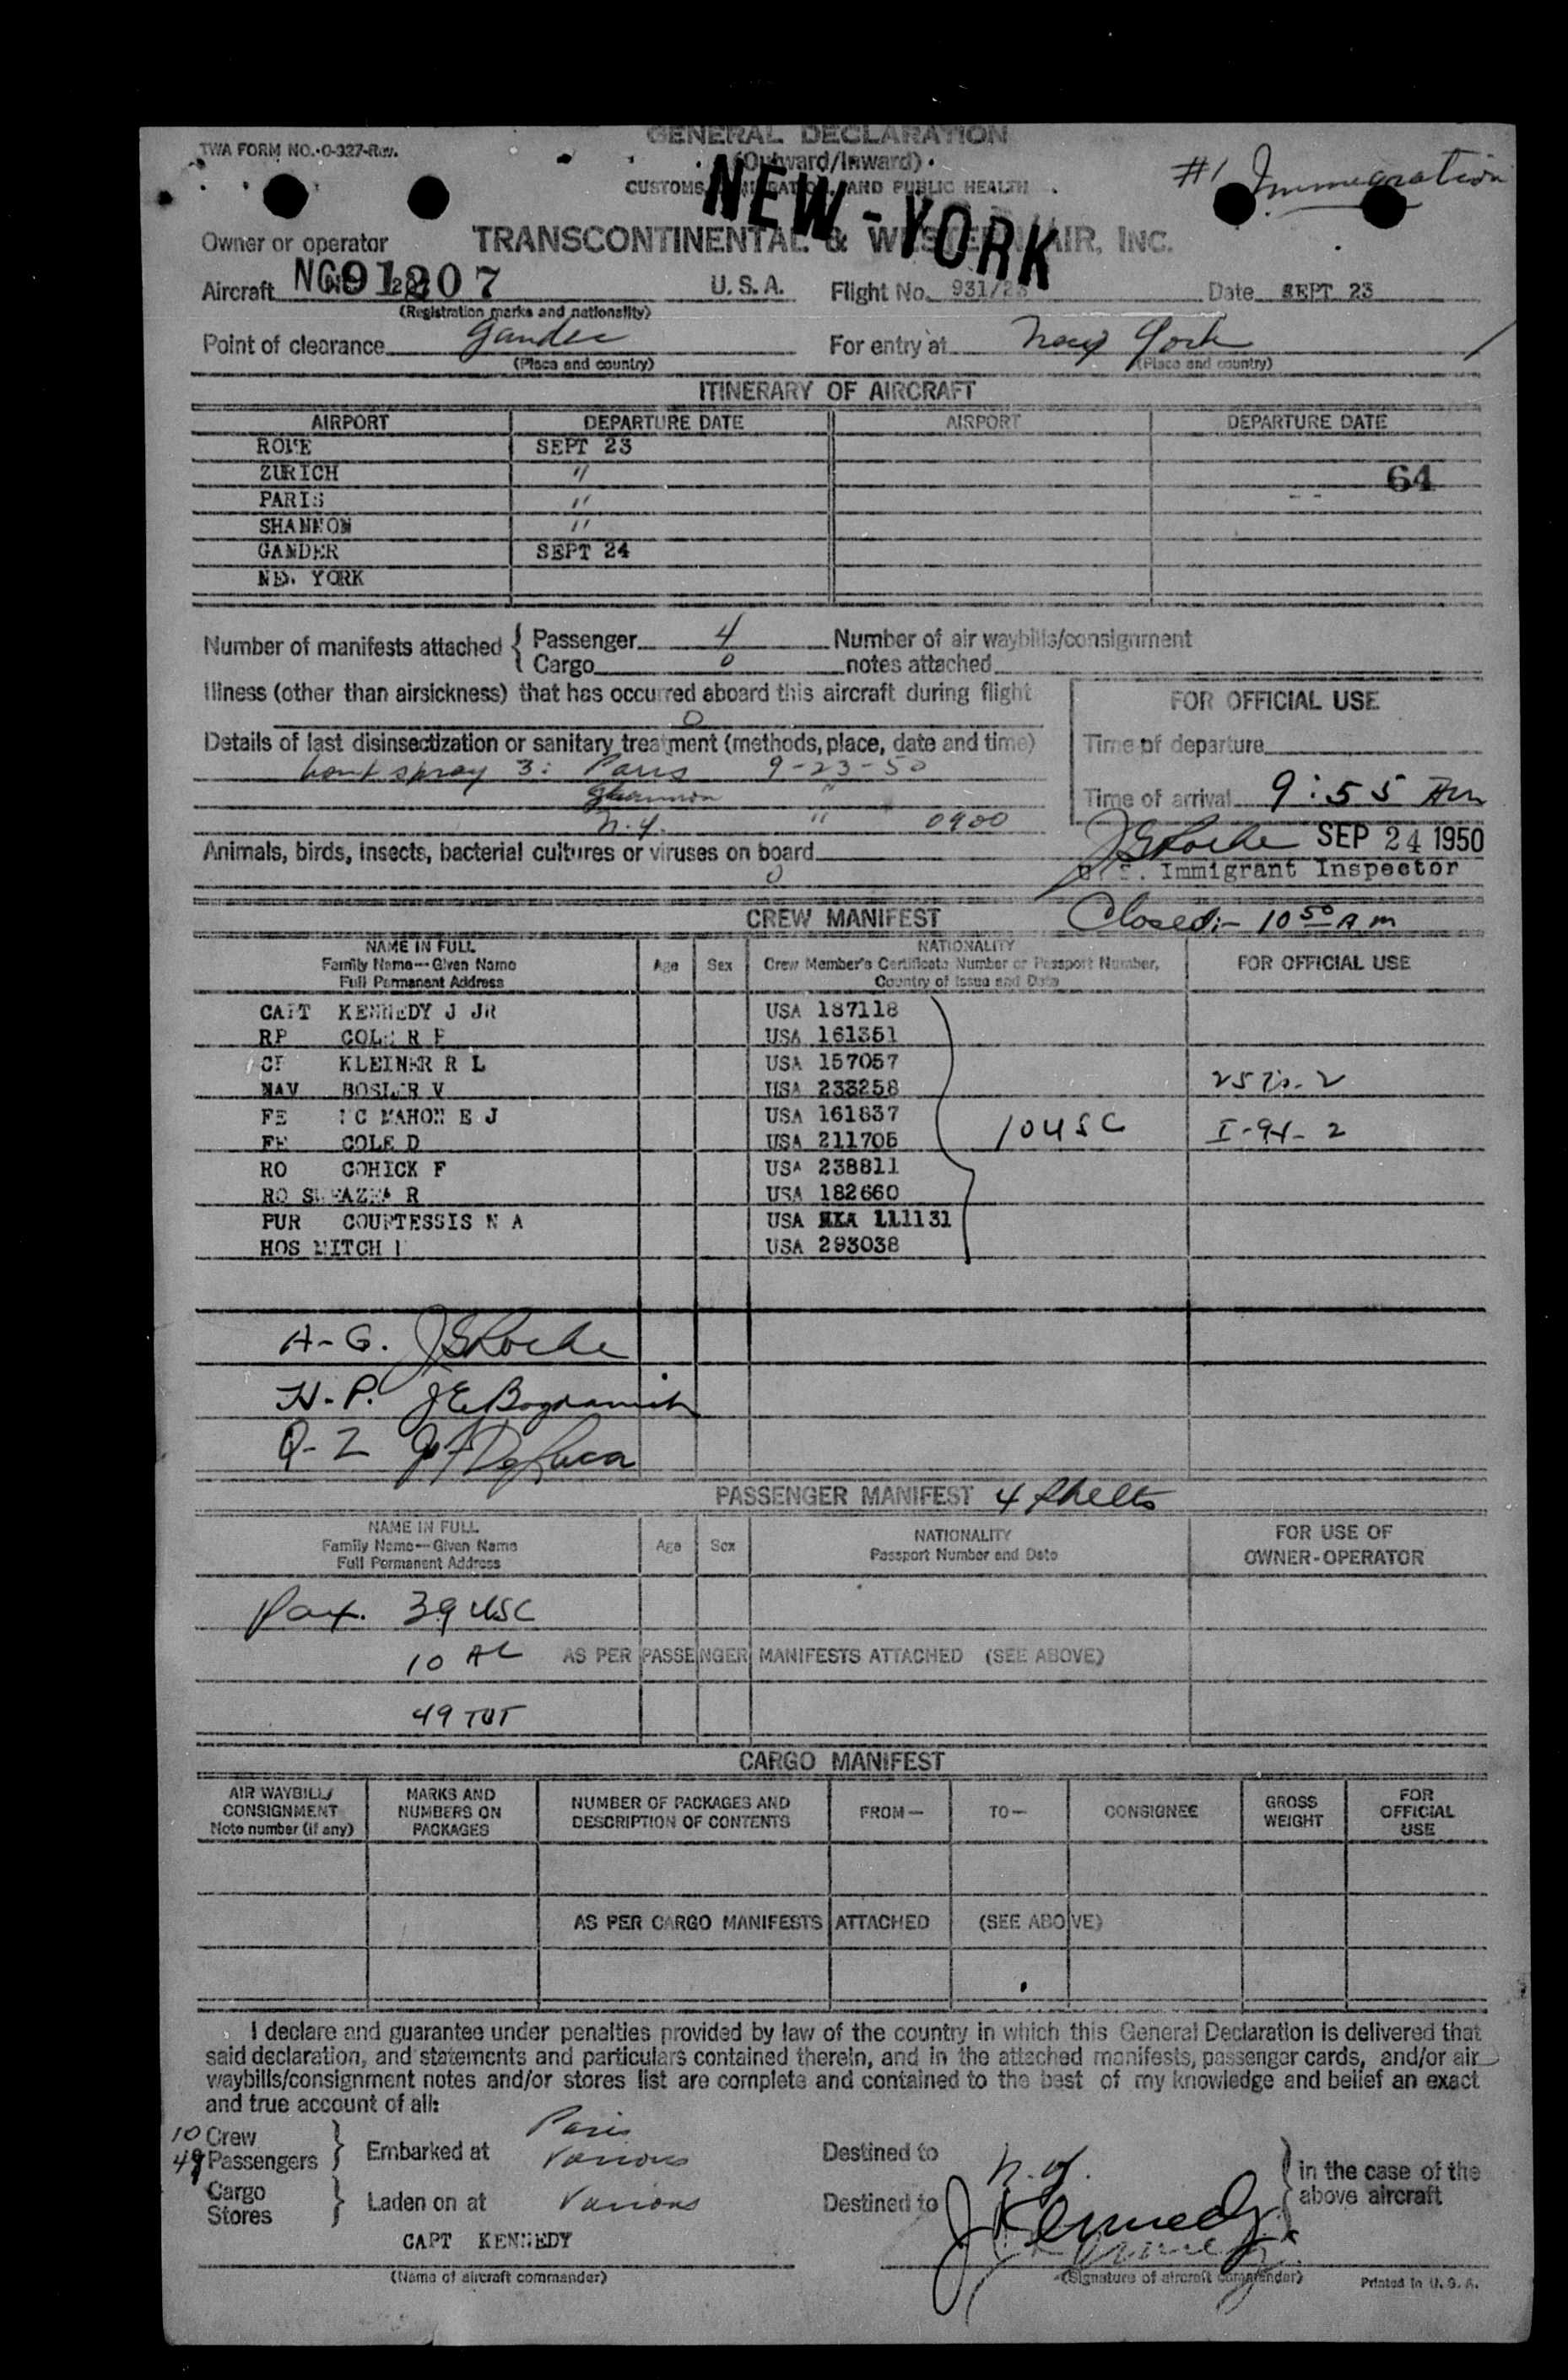 TWA FORM NO. 0-327-Rev.
GENERAL DECLARATION
(Outward/Inward)
CUSTOMS, AND PUBLIC HEALTH
NEW-YORK
#1 Immigration
Owner or operator TRANSCONTINENTAL & WESTERN AIR, INC.
Aircraft U. S. A. Flight No. 931/23 Date SEPT 23
(Registration marks and nationality)
Point of clearance Gander For entry at New York
(Place and country) (Place and country)
ITINERARY OF AIRCRAFT
AIRPORT DEPARTURE DATE AIRPORT DEPARTURE DATE
ROME SEPT 23
ZURICH "
64
PARIS "
SHANNON "
GANDER SEPT 24
NEW YORK
Number of manifests attached { Passenger 4 Number of air waybills/consignment
Cargo 0 notes attached
Illness (other than airsickness) that has occurred aboard this aircraft during flight
0
FOR OFFICIAL USE
Details of last disinsectization or sanitary treatment (methods, place, date and time)
Time of departure
spray 3: Paris 9-23-50
Shannon "
Time of arrival 9:55 Am
N.Y. " 0900
JERoche SEP 24 1950
Animals, birds, insects, bacterial cultures or viruses on board
0
U. S. Immigrant Inspector
CREW MANIFEST
Closed:- 10 50 A m
NAME IN FULL
Family Name—Given Name
Full Permanent Address
Age Sex
NATIONALITY
Crew Member's Certificate Number or Passport Number,
Country of Issue and Date
FOR OFFICIAL USE
CAPT KENNEDY J JR USA 187118
RP COLE R F USA 161351
CP KLEINER R L USA 157057
NAV BOSLER V USA 233258
FE MC MAHON E J USA 161837
10 USC I-94-2
FE COLE D USA 211705
RO COHICK F USA 238811
RO R USA 182660
PUR COURTESSIS N A USA 111131
HOS MITCH USA 293038
A-G. JERoche
H-P. JE Bogdanich
Q-Z JF DeLuca
PASSENGER MANIFEST 4 sheets
NAME IN FULL
Family Name—Given Name
Full Permanent Address
Age Sex
NATIONALITY
Passport Number and Date
FOR USE OF
OWNER-OPERATOR
Pax. 39 USC
10 AL AS PER PASSENGER MANIFESTS ATTACHED (SEE ABOVE)
49 TOT
CARGO MANIFEST
AIR WAYBILL/
CONSIGNMENT
Note number (if any)
MARKS AND
NUMBERS ON
PACKAGES
NUMBER OF PACKAGES AND
DESCRIPTION OF CONTENTS
FROM—
TO—
CONSIGNEE
GROSS
WEIGHT
FOR
OFFICIAL
USE
AS PER CARGO MANIFESTS ATTACHED (SEE ABOVE)
I declare and guarantee under penalties provided by law of the country in which this General Declaration is delivered that
said declaration, and statements and particulars contained therein, and in the attached manifests, passenger cards, and/or air
waybills/consignment notes and/or stores list are complete and contained to the best of my knowledge and belief an exact
and true account of all:
10 Crew
49 Passengers } Embarked at Paris Various Destined to N.Y.
Cargo
Stores } Laden on at Various Destined to
} in the case of the
above aircraft
CAPT KENNEDY J Kennedy
(Name of aircraft commander) (Signature of aircraft commander) Printed in U. S. A.